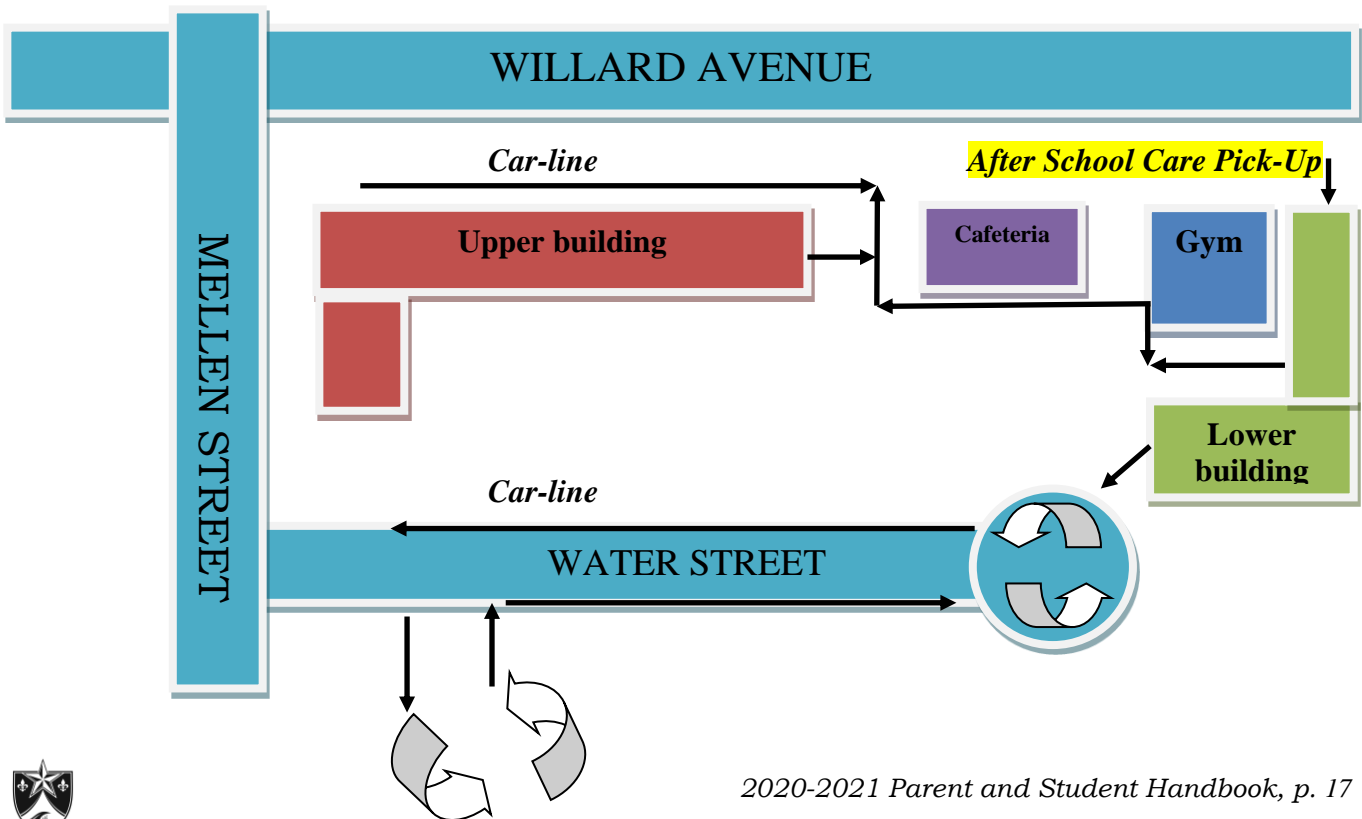 WILLARD AVENUE
Car-line
After School Care Pick-Up
Upper building
Cafeteria
Gym
MELLEN STREET
Lower
building
Car-line
WATER STREET
2020-2021 Parent and Student Handbook, p. 17